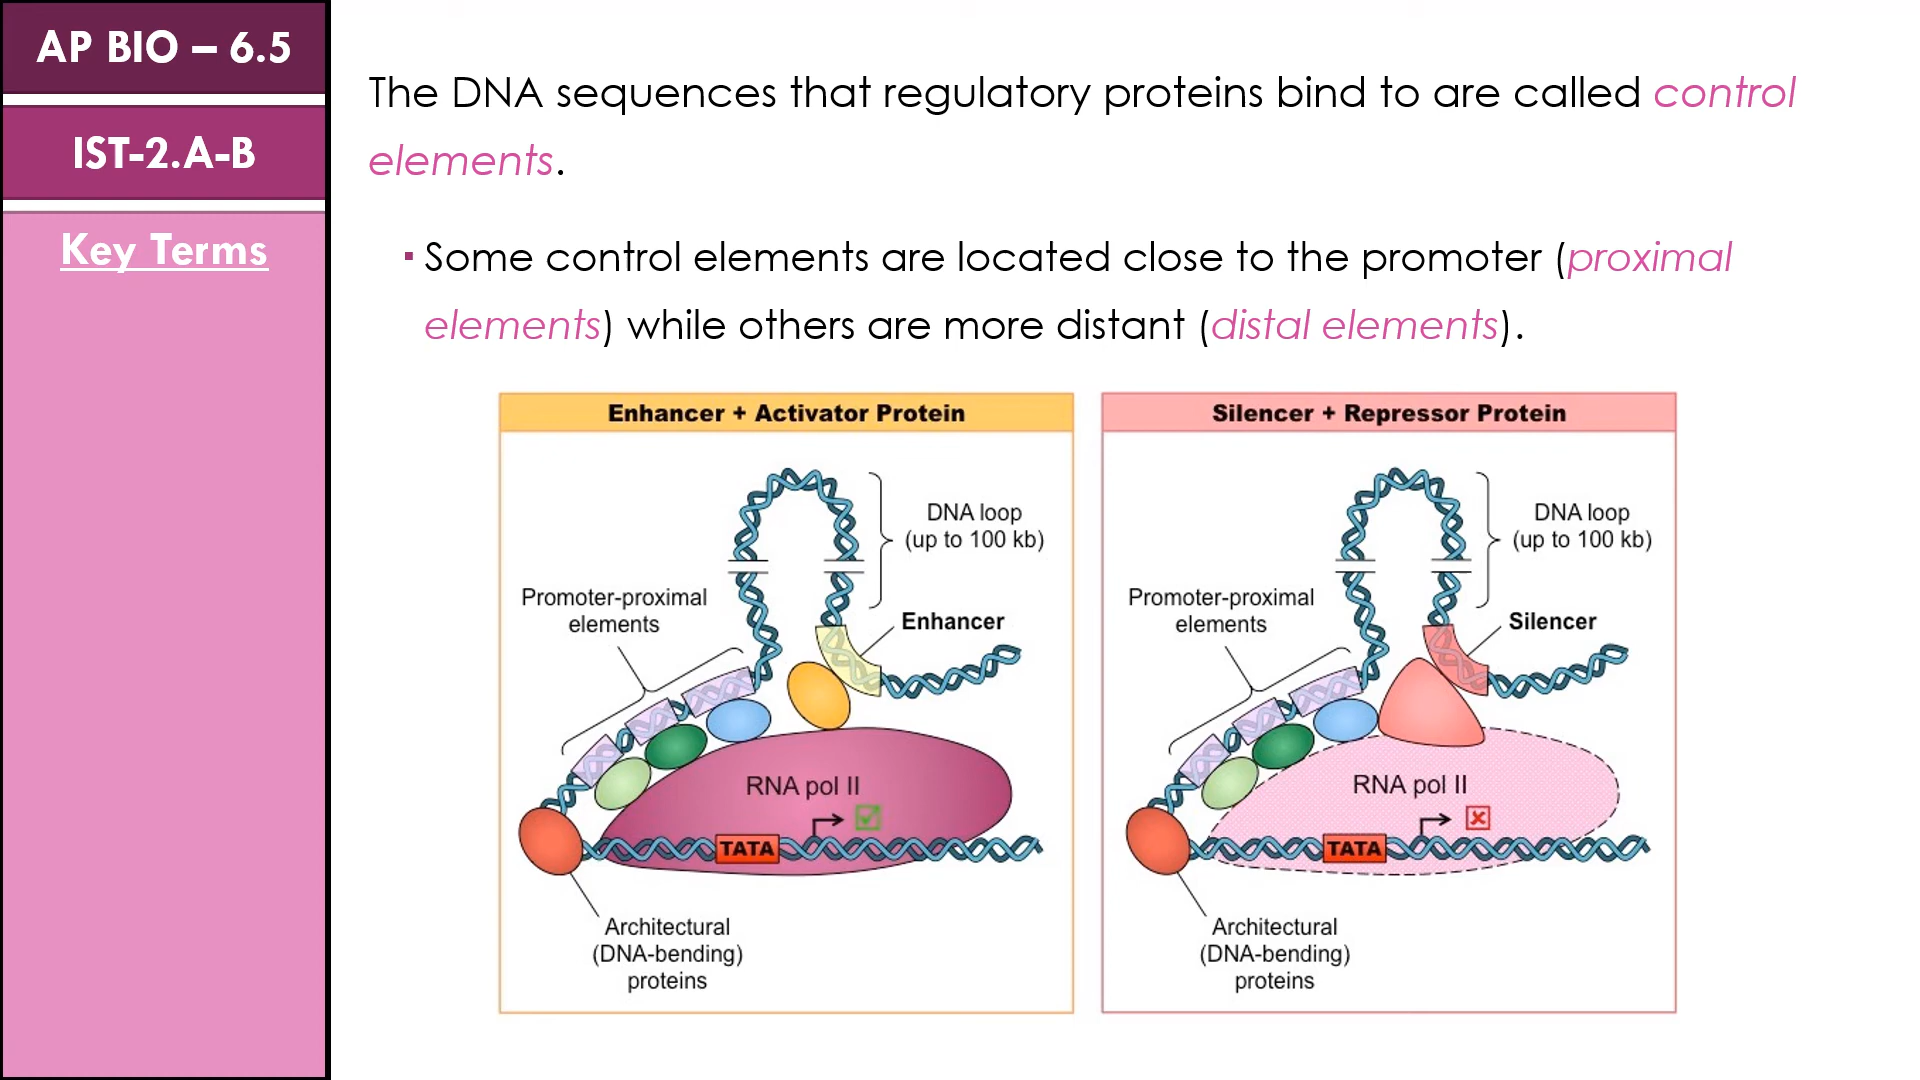 AP BIO – 6.5
IST-2.A-B
Key Terms
The DNA sequences that regulatory proteins bind to are called control
elements.
▪ Some control elements are located close to the promoter (proximal
elements) while others are more distant (distal elements).
Enhancer + Activator Protein
DNA loop
(up to 100 kb)
Promoter-proximal
elements
Enhancer
RNA pol II
TATA
Architectural
(DNA-bending)
proteins
Silencer + Repressor Protein
DNA loop
(up to 100 kb)
Promoter-proximal
elements
Silencer
RNA pol II
TATA
Architectural
(DNA-bending)
proteins